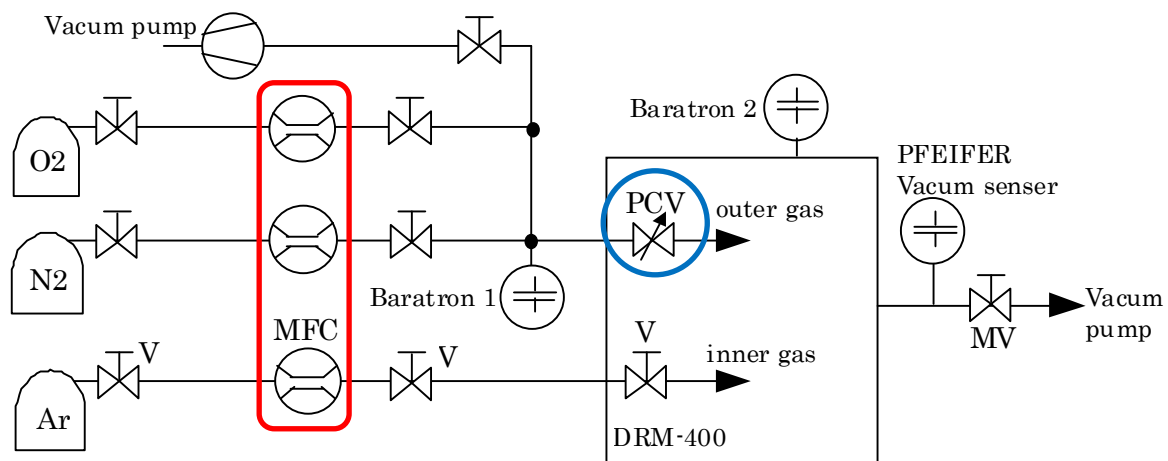 Vacum pump
O2
Baratron 2
PFEIFER
Vacum senser
PCV
outer gas
N2
Baratron 1
Vacum
pump
MV
MFC
V
V
V
inner gas
Ar
DRM-400